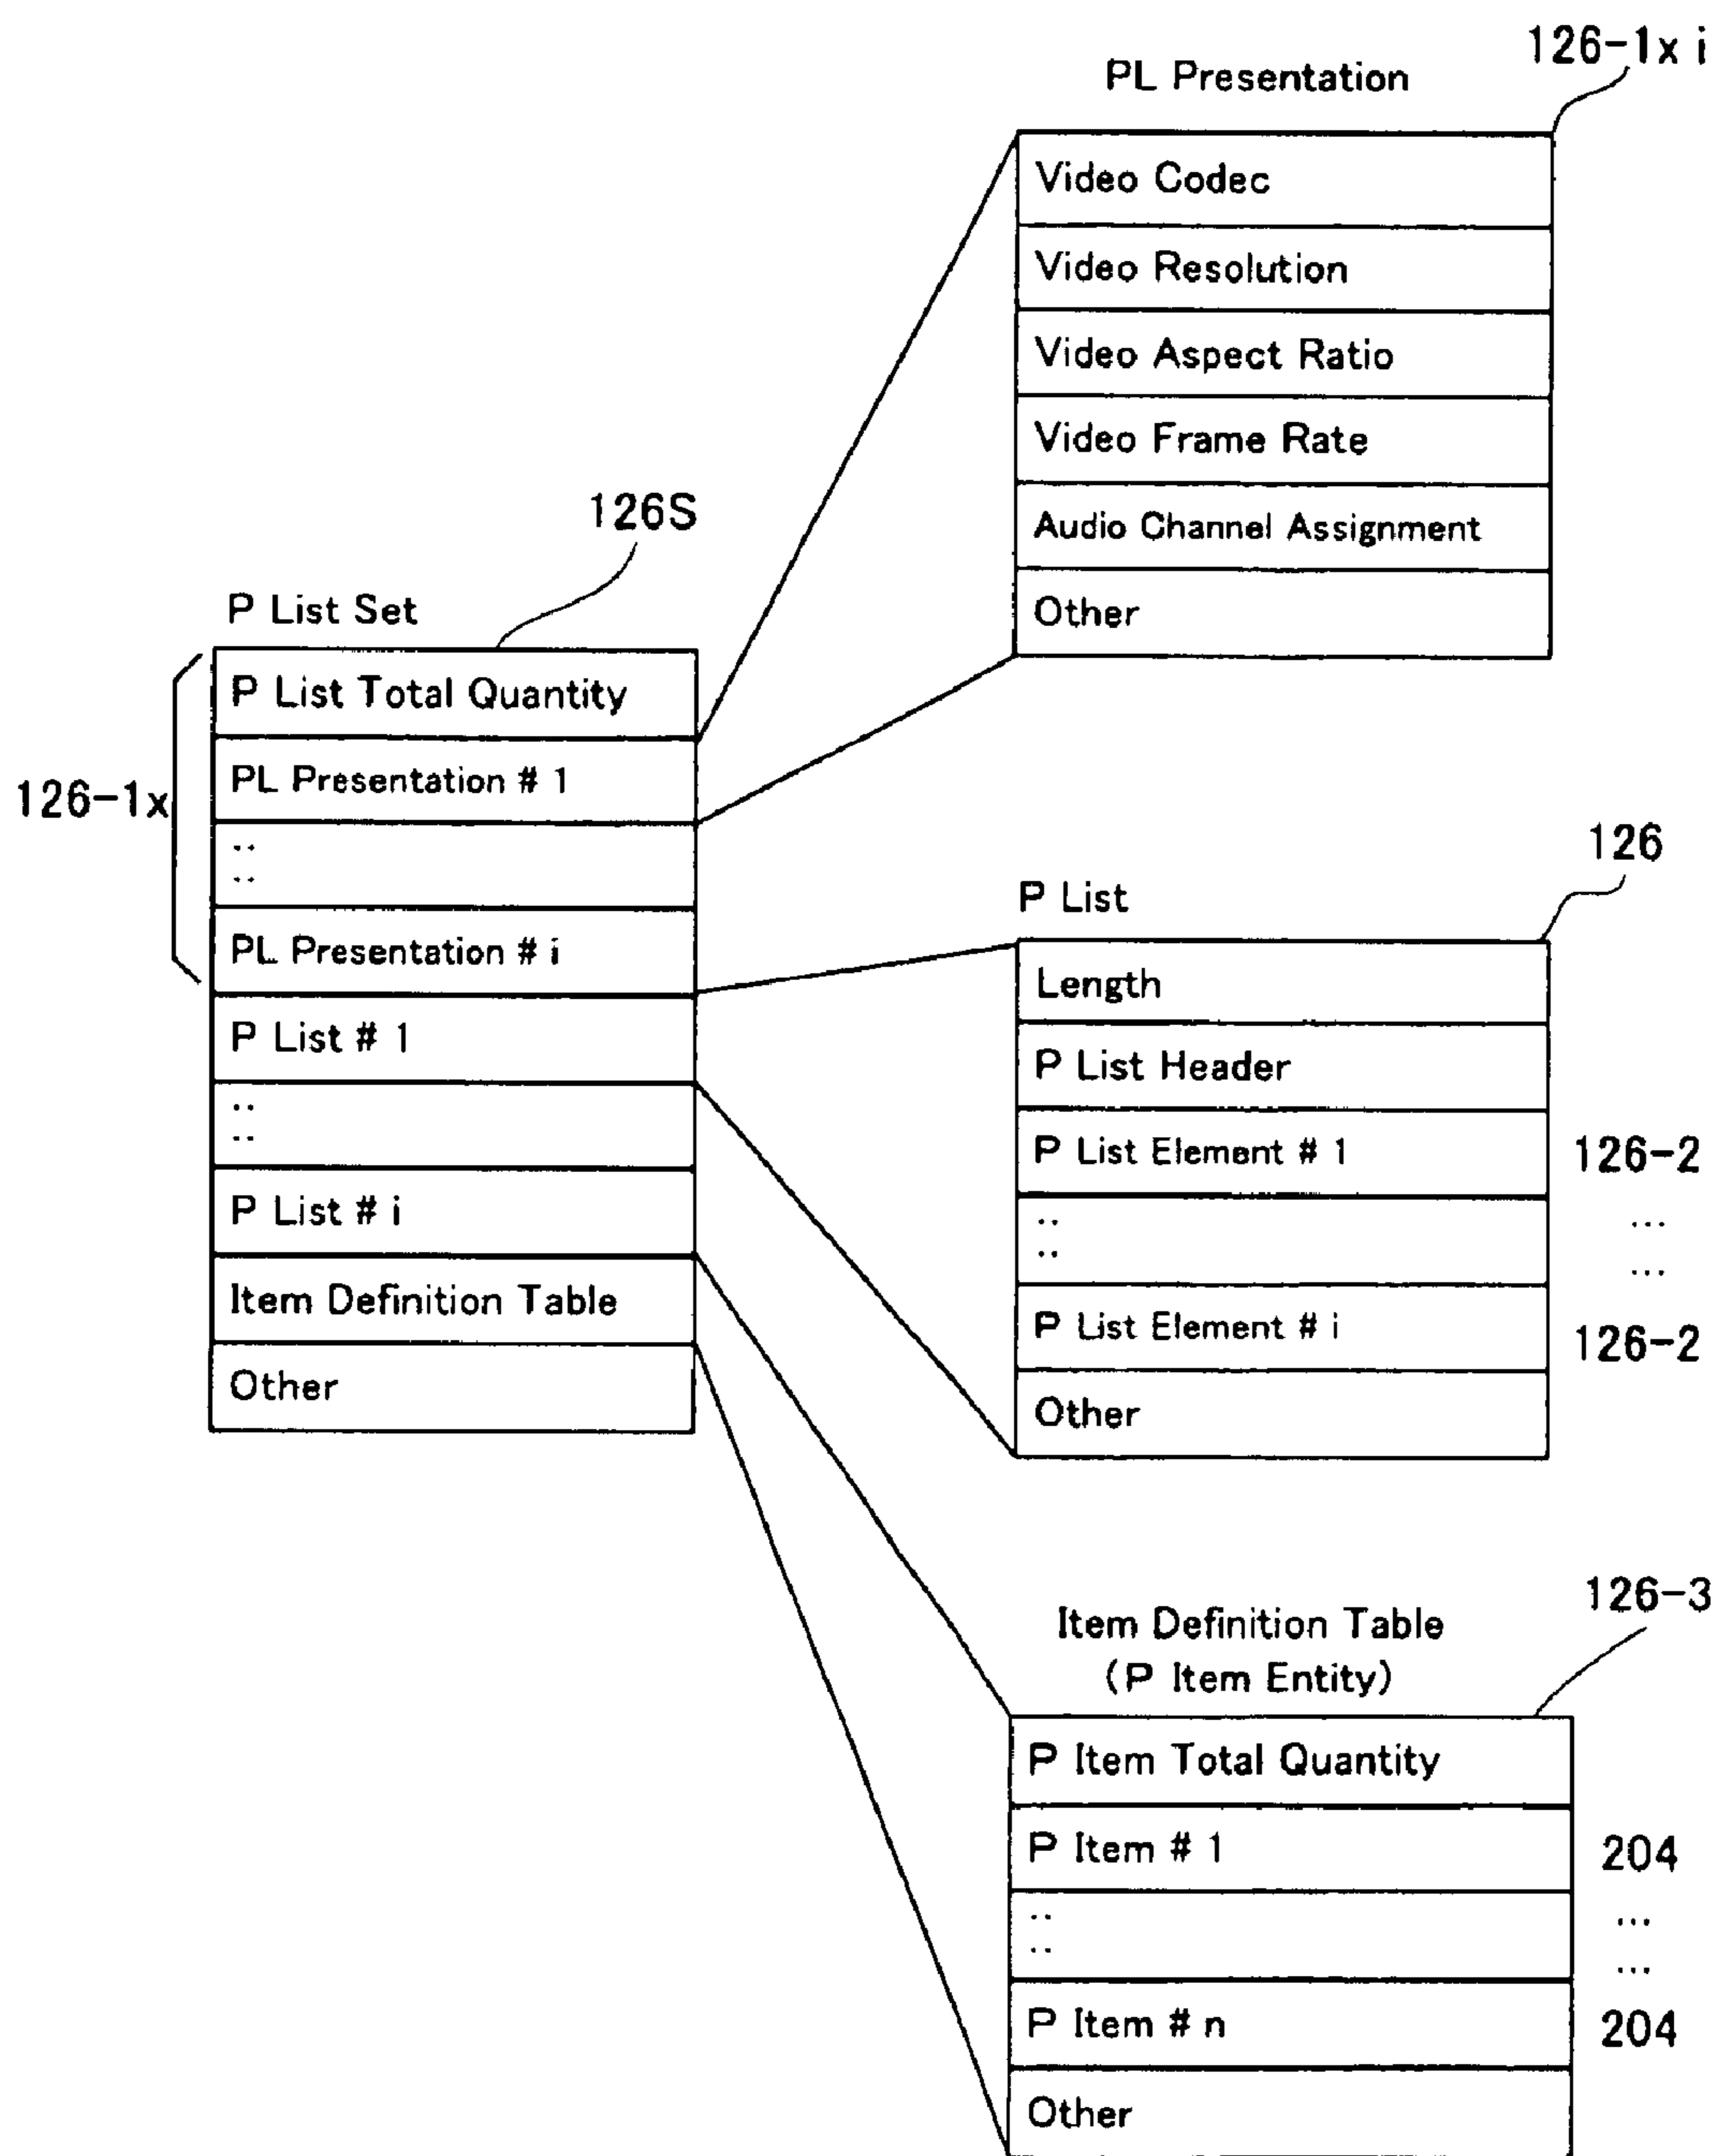 126-1x i
PL Presentation
Video Codec
Video Resolution
Video Aspect Ratio
Video Frame Rate
Audio Channel Assignment
Other
126S
P List Set
P List Total Quantity
PL Presentation # 1
: :
PL Presentation # i
P List # 1
: :
P List # i
Item Definition Table
Other
126-1x
126
P List
Length
P List Header
P List Element # 1 126-2
: : ...
...
P List Element # i 126-2
Other
126-3
Item Definition Table
(P Item Entity)
P Item Total Quantity
P Item # 1 204
: : ...
...
P Item # n 204
Other